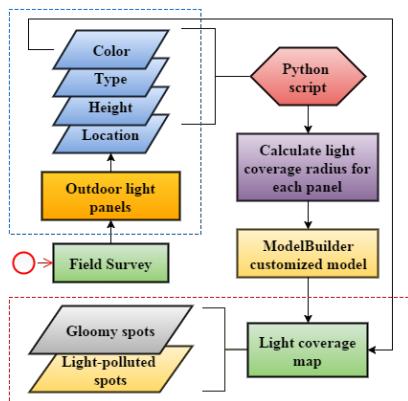 Color
Type
Height
Location
Outdoor light
panels
Field Survey
Python
script
Calculate light
coverage radius for
each panel
ModelBuilder
customized model
Light coverage
map
Gloomy spots
Light-polluted
spots